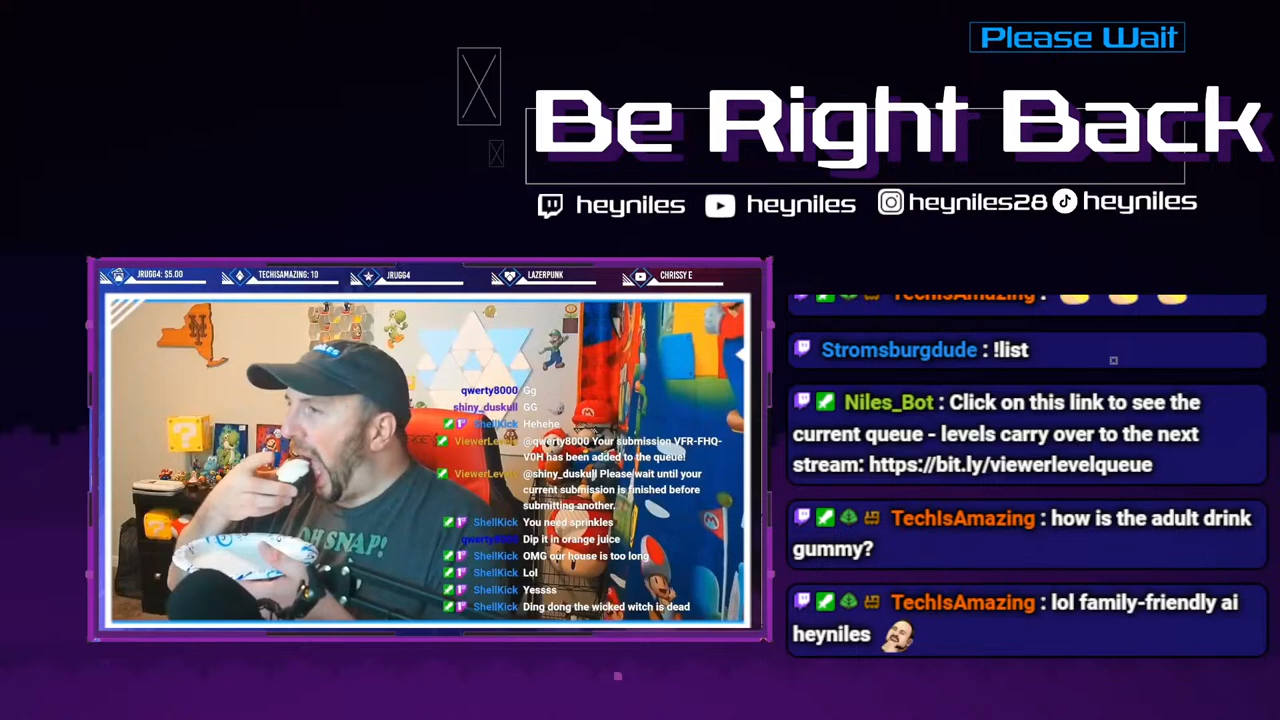 Please Wait
Be Right Back
heyniles heyniles heyniles28 heyniles
JRUGG4: $5.00 TECHISAMAZING: 10 JRUGG4 LAZERPUNK CHRISSY E
qwerty8000 Gg
shiny_duskull GG
ShellKick Hehehe
@qwerty8000 Your submission VFR-FHQ-
V0H has been added to the queue!
@shiny_duskull Please wait until your
current submission is finished before
submitting another.
ShellKick You need sprinkles
qwerty8000 Dip it in orange juice
ShellKick OMG our house is too long
ShellKick Lol
ShellKick Yessss
ShellKick Ding dong the wicked witch is dead
OH SNAP!
TechIsAmazing :
Stromsburgdude : !list
Niles_Bot : Click on this link to see the
current queue - levels carry over to the next
stream: https://bit.ly/viewerlevelqueue
TechIsAmazing : how is the adult drink
gummy?
TechIsAmazing : lol family-friendly ai
heyniles